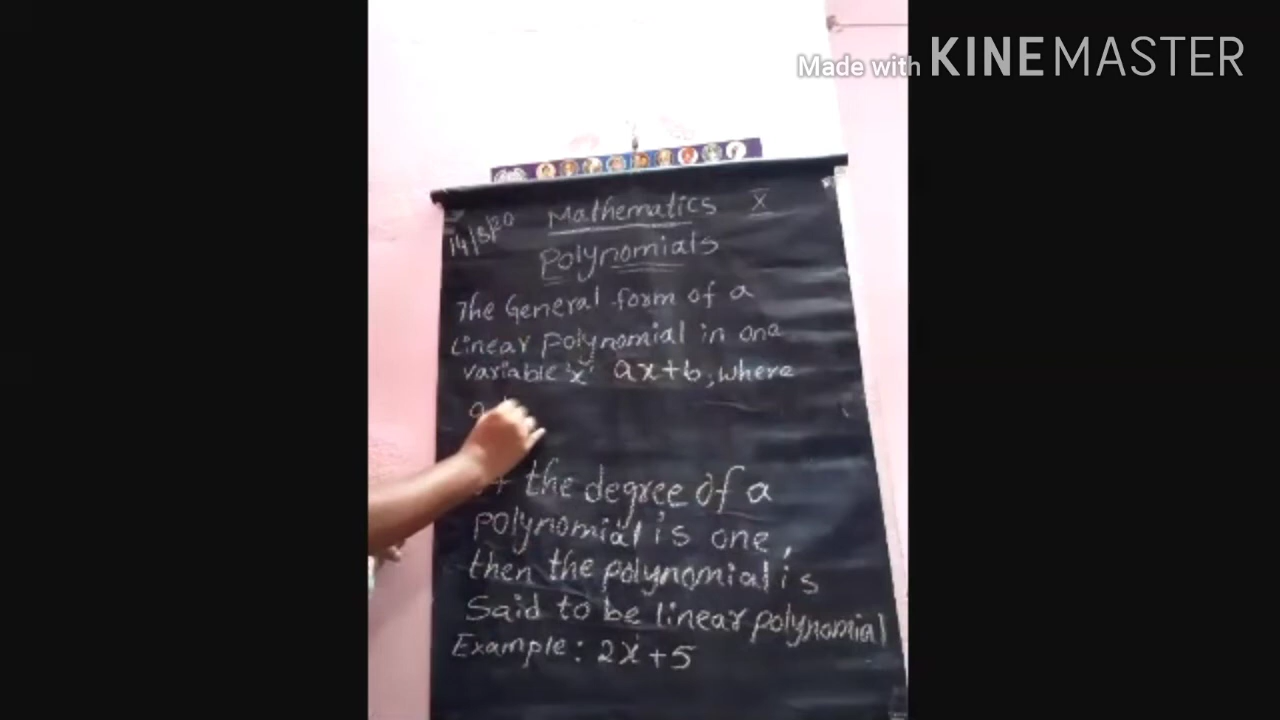 Made with KINEMASTER
14/8/20 Mathematics X
Polynomials
The General form of a
Linear Polynomial in one
variable 'x' ax+b, where
a
the degree of a
polynomial is one,
then the polynomial is
Said to be linear polynomial
Example: 2x+5